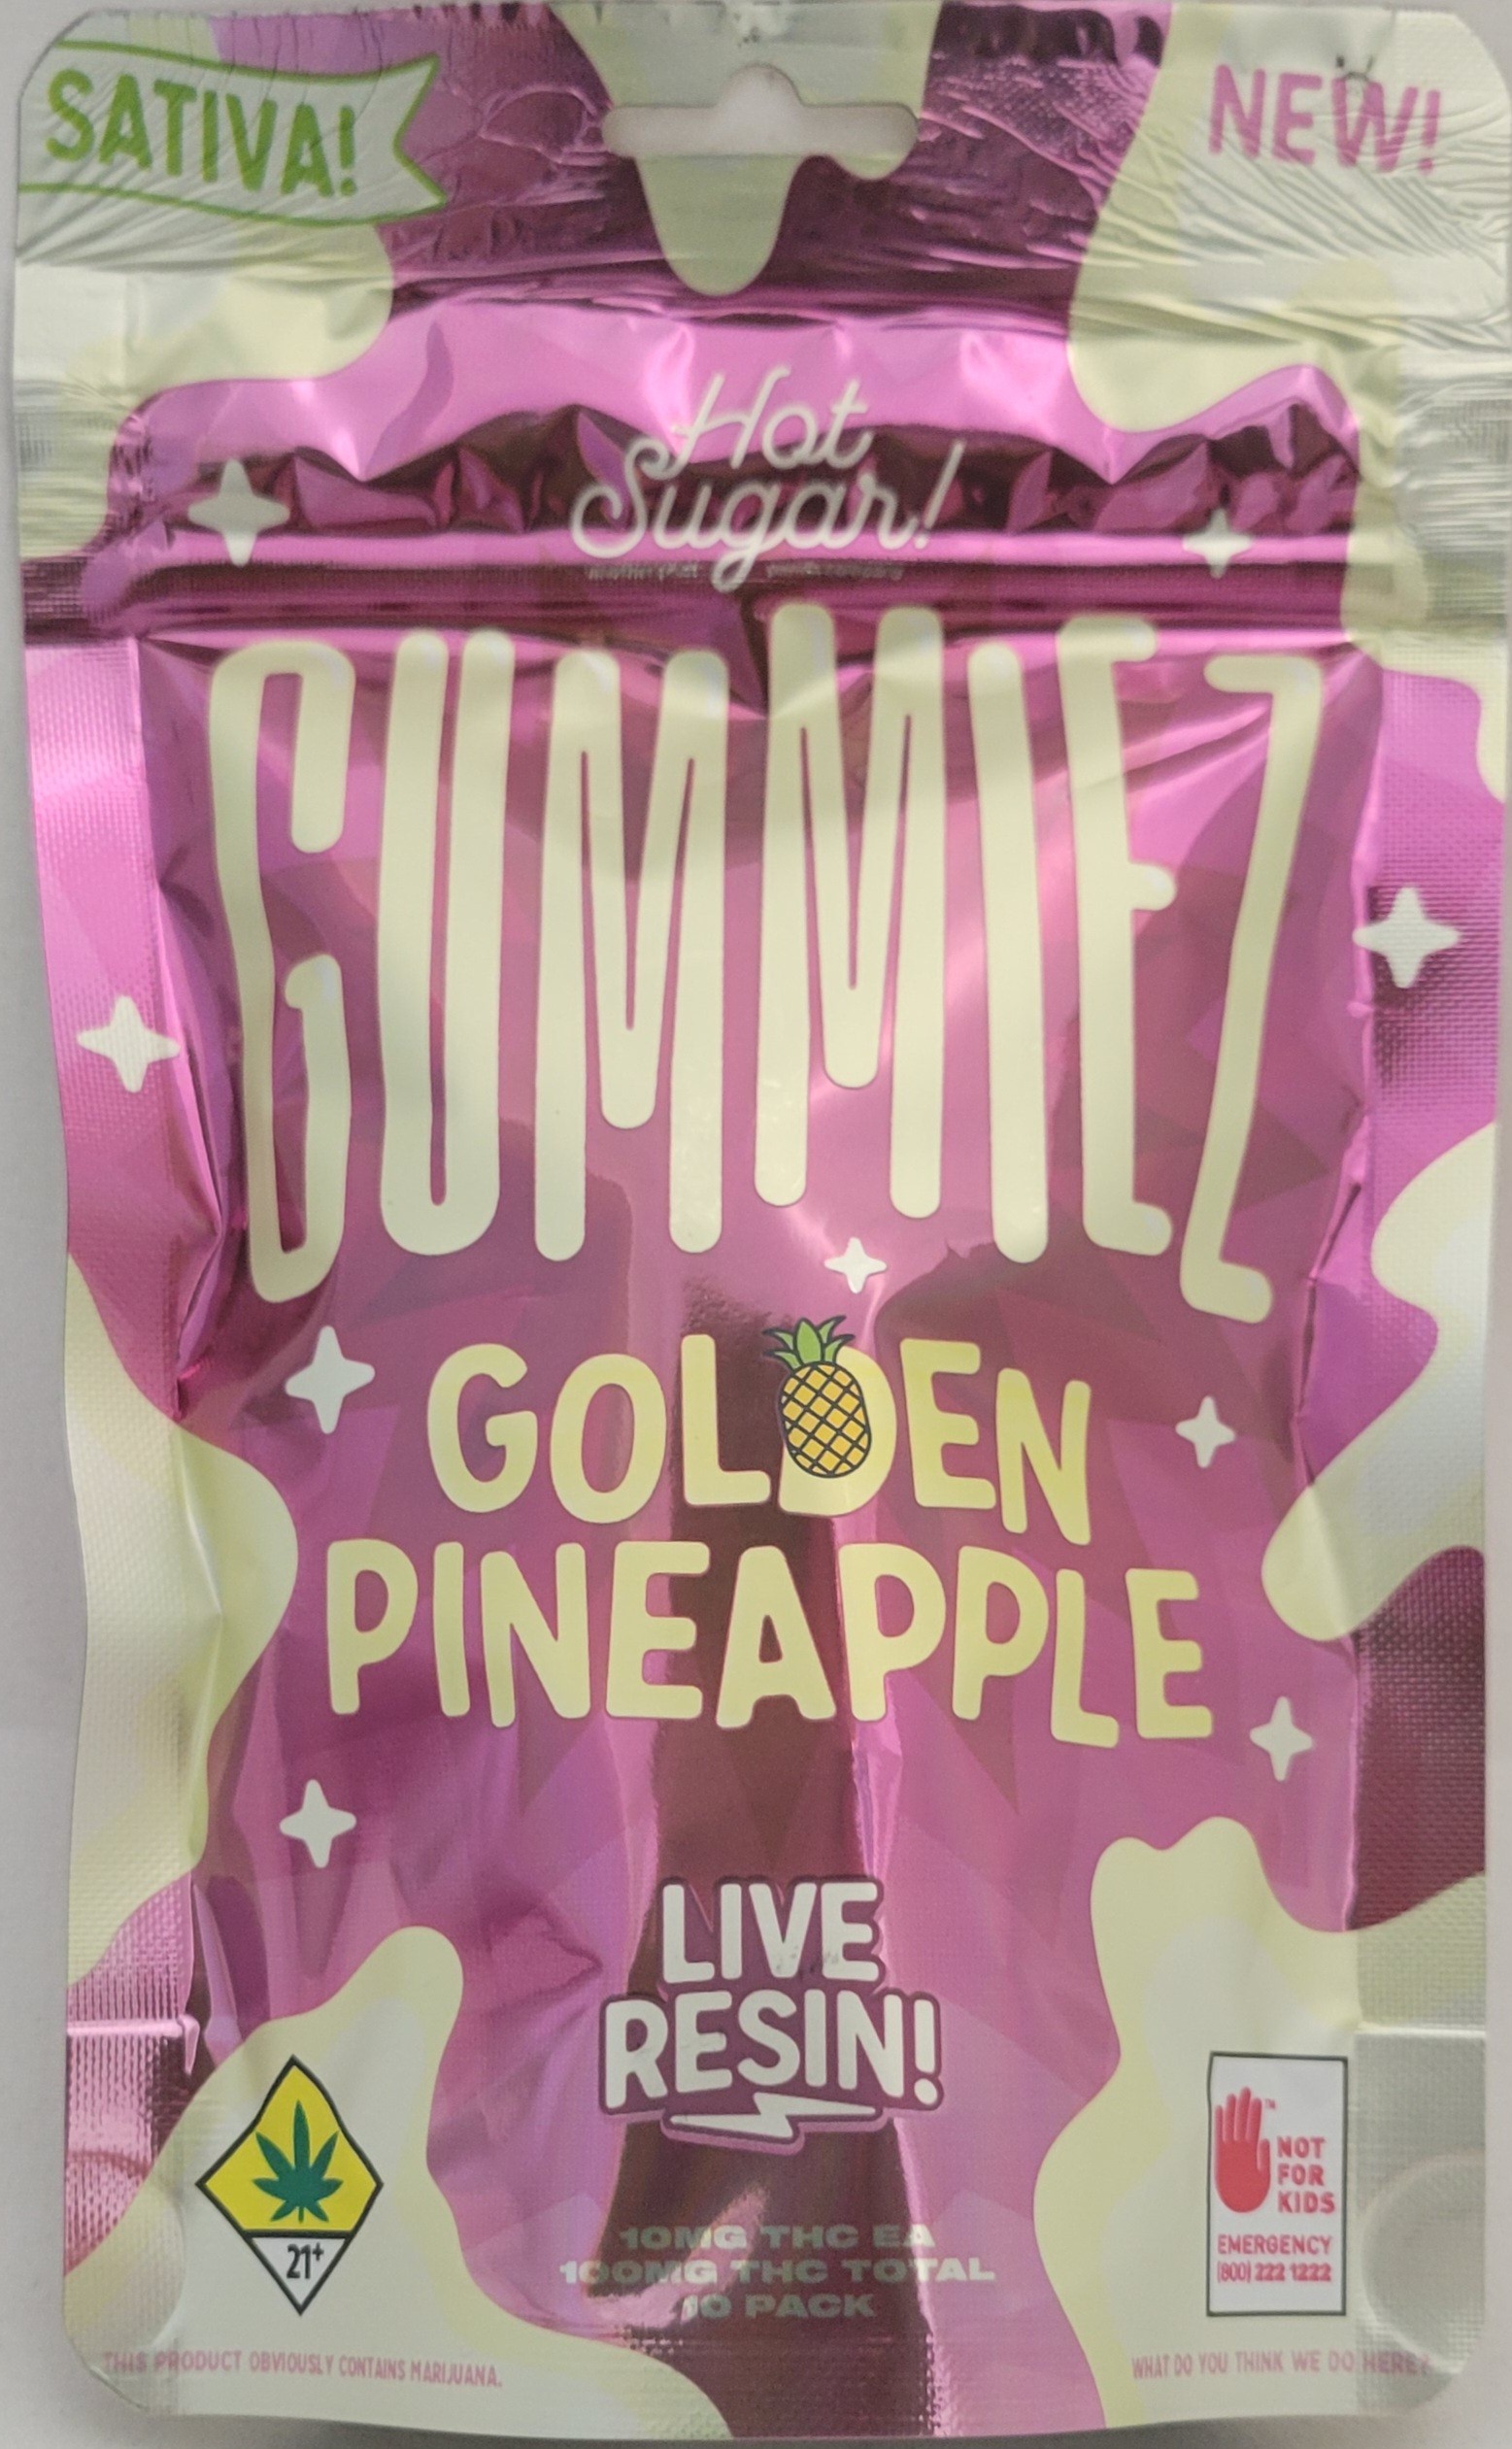 SATIVA!
NEW!
Hot
Sugar!
GUMMIEZ
GOLDEN
PINEAPPLE
LIVE
RESIN!
21+
10MG THC EA
100MG THC TOTAL
10 PACK
™
NOT
FOR
KIDS
EMERGENCY
(800) 222 1222
THIS PRODUCT OBVIOUSLY CONTAINS MARIJUANA.
WHAT DO YOU THINK WE DO HERE?